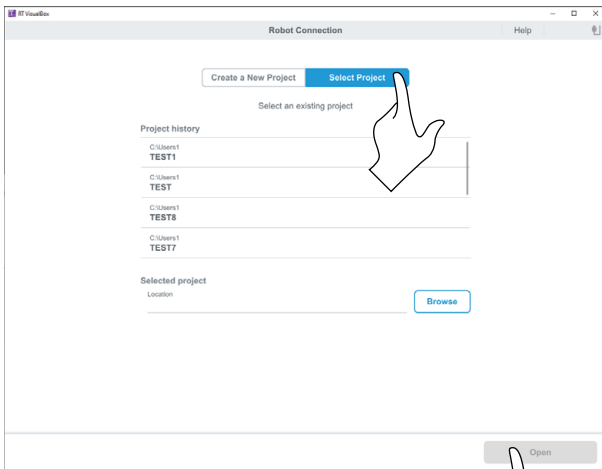 RT VisualBox
Robot Connection
Help
Create a New Project
Select Project
Select an existing project
Project history
C:\Users1
TEST1
C:\Users1
TEST
C:\Users1
TEST8
C:\Users1
TEST7
Selected project
Location
Browse
Open